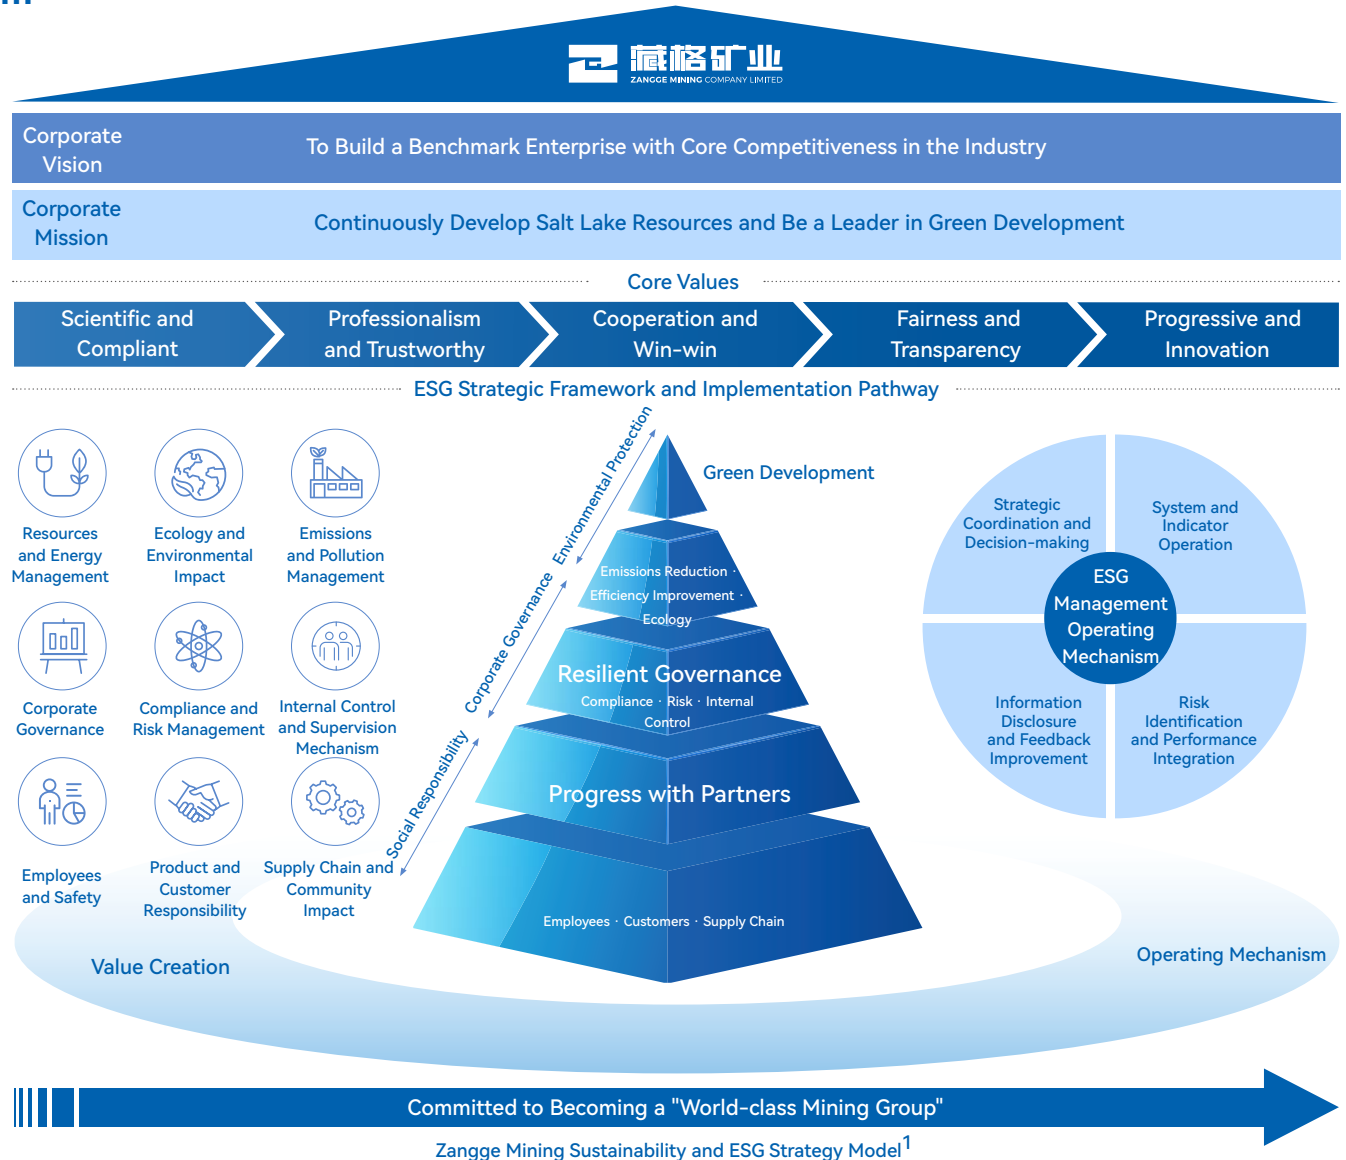 藏格矿业
ZANGGE MINING COMPANY LIMITED
Corporate
Vision
To Build a Benchmark Enterprise with Core Competitiveness in the Industry
Corporate
Mission
Continuously Develop Salt Lake Resources and Be a Leader in Green Development
Core Values
Scientific and
Compliant
Professionalism
and Trustworthy
Cooperation and
Win-win
Fairness and
Transparency
Progressive and
Innovation
ESG Strategic Framework and Implementation Pathway
Resources
and Energy
Management
Ecology and
Environmental
Impact
Emissions
and Pollution
Management
Corporate
Governance
Compliance and
Risk Management
Internal Control
and Supervision
Mechanism
Employees
and Safety
Product and
Customer
Responsibility
Supply Chain and
Community
Impact
Value Creation
Environmental Protection
Corporate Governance
Social Responsibility
Green Development
Emissions Reduction ·
Efficiency Improvement ·
Ecology
Resilient Governance
Compliance · Risk · Internal
Control
Progress with Partners
Employees · Customers · Supply Chain
Strategic
Coordination and
Decision-making
System and
Indicator
Operation
ESG
Management
Operating
Mechanism
Information
Disclosure
and Feedback
Improvement
Risk
Identification
and Performance
Integration
Operating Mechanism
Committed to Becoming a "World-class Mining Group"
Zangge Mining Sustainability and ESG Strategy Model1